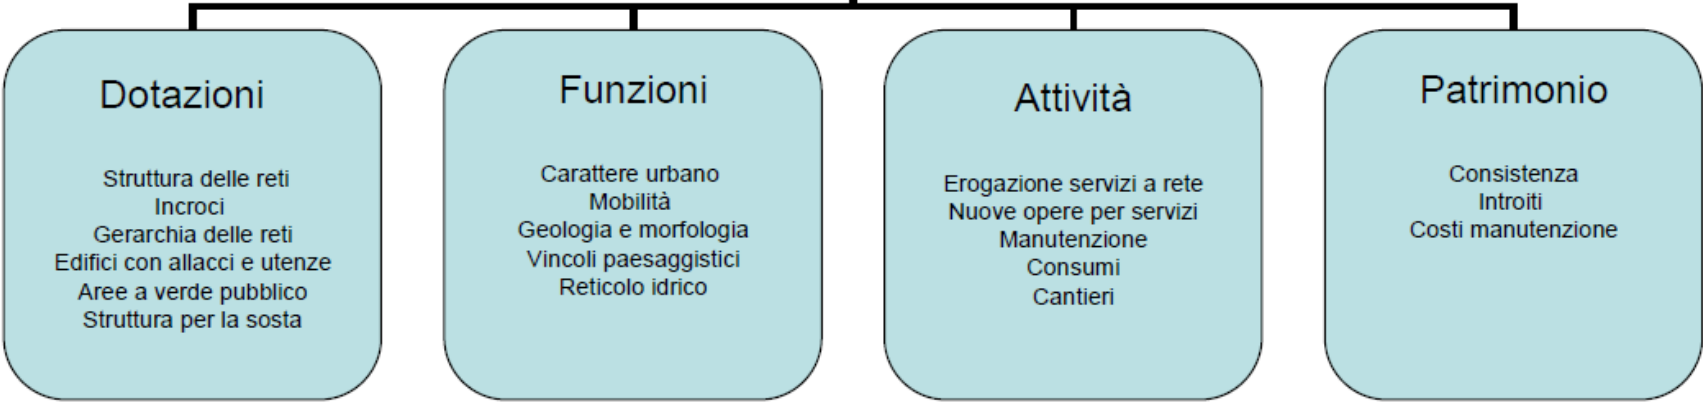 Dotazioni
Struttura delle reti
Incroci
Gerarchia delle reti
Edifici con allacci e utenze
Aree a verde pubblico
Struttura per la sosta
Funzioni
Carattere urbano
Mobilità
Geologia e morfologia
Vincoli paesaggistici
Reticolo idrico
Attività
Erogazione servizi a rete
Nuove opere per servizi
Manutenzione
Consumi
Cantieri
Patrimonio
Consistenza
Introiti
Costi manutenzione